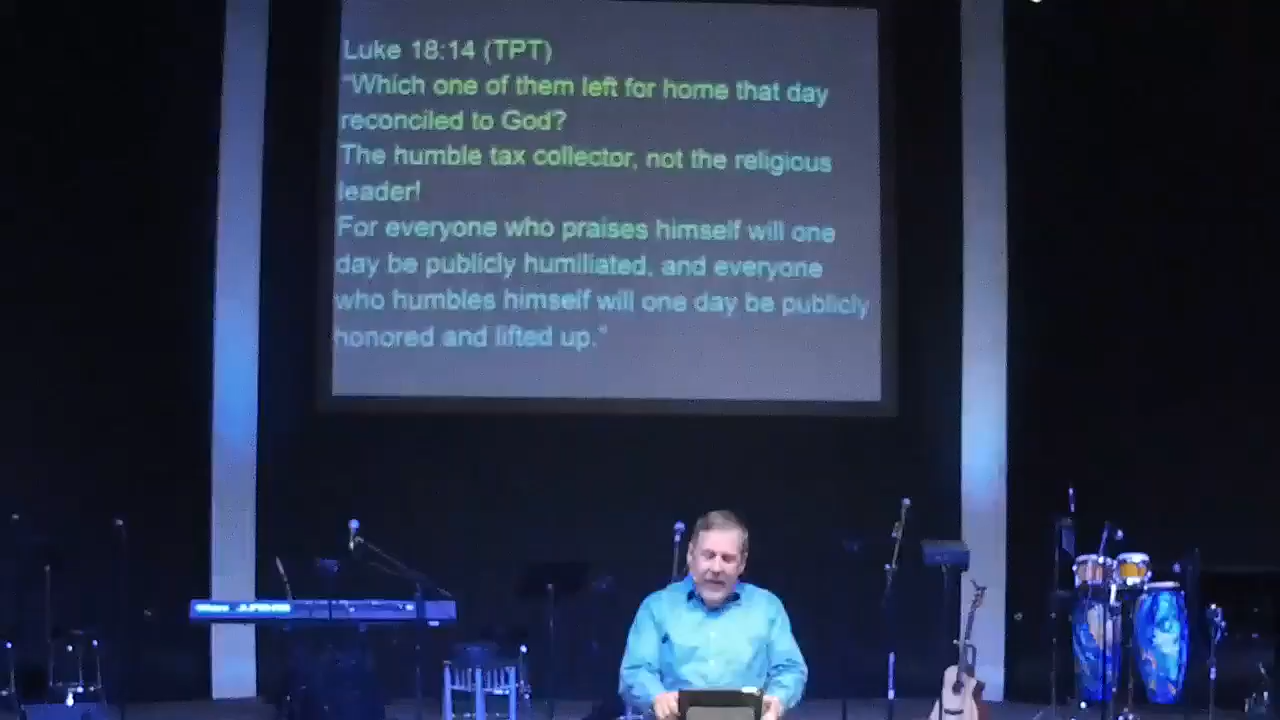 Luke 18:14 (TPT)
"Which one of them left for home that day
reconciled to God?
The humble tax collector, not the religious
leader!
For everyone who praises himself will one
day be publicly humiliated, and everyone
who humbles himself will one day be publicly
honored and lifted up."